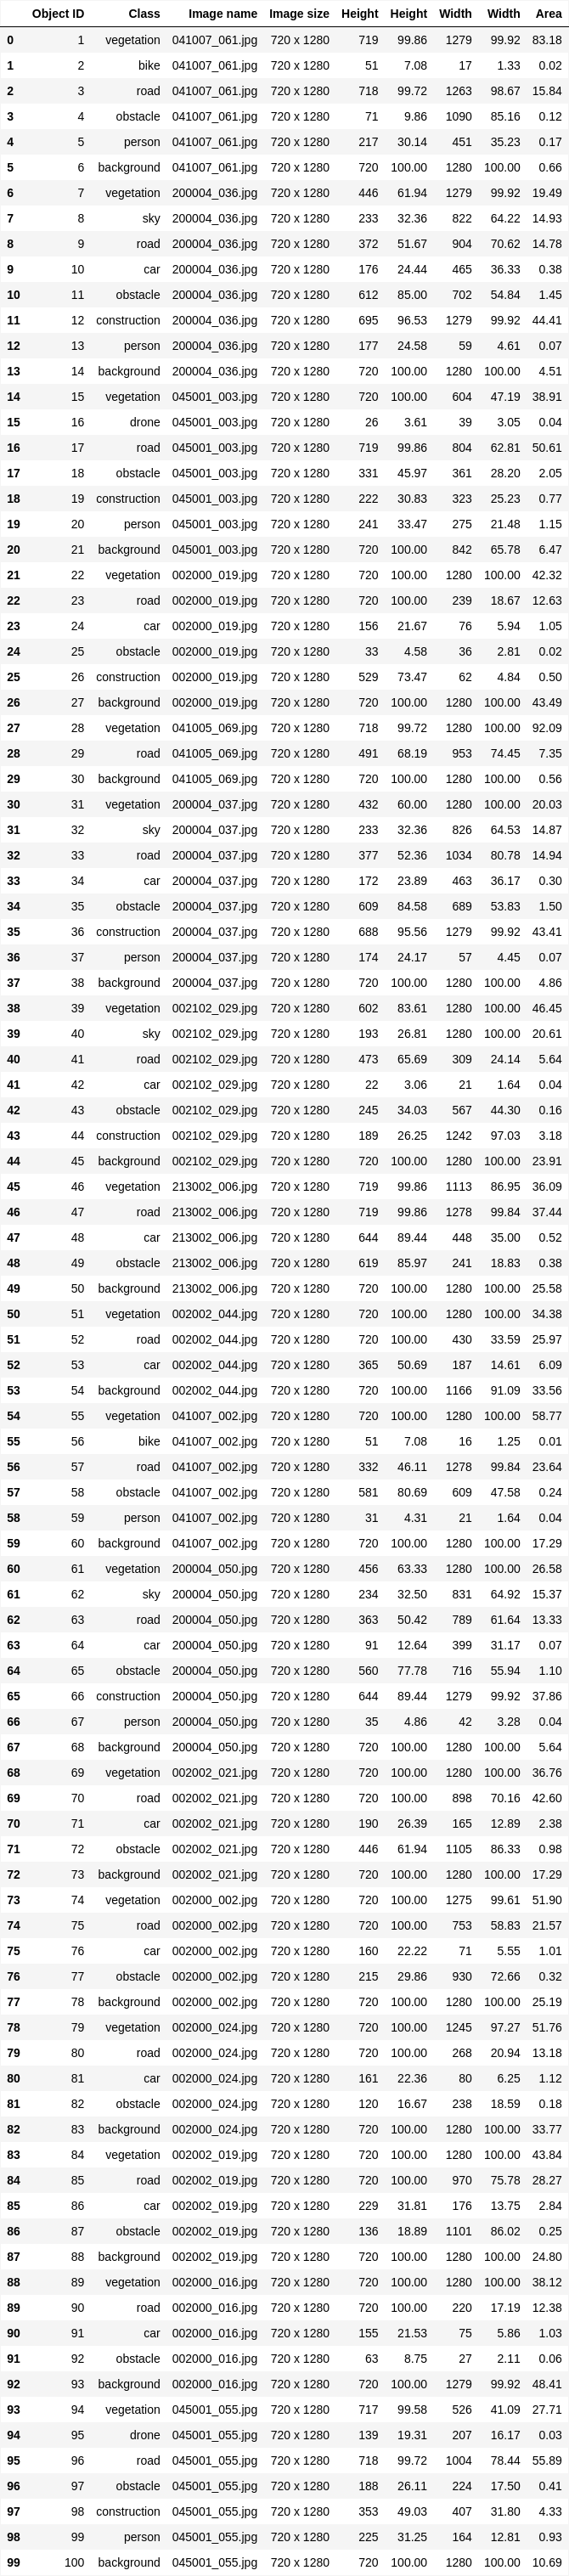 Object ID Class Image name Image size Height Height Width Width Area
0 1 vegetation 041007_061.jpg 720 x 1280 719 99.86 1279 99.92 83.18
1 2 bike 041007_061.jpg 720 x 1280 51 7.08 17 1.33 0.02
2 3 road 041007_061.jpg 720 x 1280 718 99.72 1263 98.67 15.84
3 4 obstacle 041007_061.jpg 720 x 1280 71 9.86 1090 85.16 0.12
4 5 person 041007_061.jpg 720 x 1280 217 30.14 451 35.23 0.17
5 6 background 041007_061.jpg 720 x 1280 720 100.00 1280 100.00 0.66
6 7 vegetation 200004_036.jpg 720 x 1280 446 61.94 1279 99.92 19.49
7 8 sky 200004_036.jpg 720 x 1280 233 32.36 822 64.22 14.93
8 9 road 200004_036.jpg 720 x 1280 372 51.67 904 70.62 14.78
9 10 car 200004_036.jpg 720 x 1280 176 24.44 465 36.33 0.38
10 11 obstacle 200004_036.jpg 720 x 1280 612 85.00 702 54.84 1.45
11 12 construction 200004_036.jpg 720 x 1280 695 96.53 1279 99.92 44.41
12 13 person 200004_036.jpg 720 x 1280 177 24.58 59 4.61 0.07
13 14 background 200004_036.jpg 720 x 1280 720 100.00 1280 100.00 4.51
14 15 vegetation 045001_003.jpg 720 x 1280 720 100.00 604 47.19 38.91
15 16 drone 045001_003.jpg 720 x 1280 26 3.61 39 3.05 0.04
16 17 road 045001_003.jpg 720 x 1280 719 99.86 804 62.81 50.61
17 18 obstacle 045001_003.jpg 720 x 1280 331 45.97 361 28.20 2.05
18 19 construction 045001_003.jpg 720 x 1280 222 30.83 323 25.23 0.77
19 20 person 045001_003.jpg 720 x 1280 241 33.47 275 21.48 1.15
20 21 background 045001_003.jpg 720 x 1280 720 100.00 842 65.78 6.47
21 22 vegetation 002000_019.jpg 720 x 1280 720 100.00 1280 100.00 42.32
22 23 road 002000_019.jpg 720 x 1280 720 100.00 239 18.67 12.63
23 24 car 002000_019.jpg 720 x 1280 156 21.67 76 5.94 1.05
24 25 obstacle 002000_019.jpg 720 x 1280 33 4.58 36 2.81 0.02
25 26 construction 002000_019.jpg 720 x 1280 529 73.47 62 4.84 0.50
26 27 background 002000_019.jpg 720 x 1280 720 100.00 1280 100.00 43.49
27 28 vegetation 041005_069.jpg 720 x 1280 718 99.72 1280 100.00 92.09
28 29 road 041005_069.jpg 720 x 1280 491 68.19 953 74.45 7.35
29 30 background 041005_069.jpg 720 x 1280 720 100.00 1280 100.00 0.56
30 31 vegetation 200004_037.jpg 720 x 1280 432 60.00 1280 100.00 20.03
31 32 sky 200004_037.jpg 720 x 1280 233 32.36 826 64.53 14.87
32 33 road 200004_037.jpg 720 x 1280 377 52.36 1034 80.78 14.94
33 34 car 200004_037.jpg 720 x 1280 172 23.89 463 36.17 0.30
34 35 obstacle 200004_037.jpg 720 x 1280 609 84.58 689 53.83 1.50
35 36 construction 200004_037.jpg 720 x 1280 688 95.56 1279 99.92 43.41
36 37 person 200004_037.jpg 720 x 1280 174 24.17 57 4.45 0.07
37 38 background 200004_037.jpg 720 x 1280 720 100.00 1280 100.00 4.86
38 39 vegetation 002102_029.jpg 720 x 1280 602 83.61 1280 100.00 46.45
39 40 sky 002102_029.jpg 720 x 1280 193 26.81 1280 100.00 20.61
40 41 road 002102_029.jpg 720 x 1280 473 65.69 309 24.14 5.64
41 42 car 002102_029.jpg 720 x 1280 22 3.06 21 1.64 0.04
42 43 obstacle 002102_029.jpg 720 x 1280 245 34.03 567 44.30 0.16
43 44 construction 002102_029.jpg 720 x 1280 189 26.25 1242 97.03 3.18
44 45 background 002102_029.jpg 720 x 1280 720 100.00 1280 100.00 23.91
45 46 vegetation 213002_006.jpg 720 x 1280 719 99.86 1113 86.95 36.09
46 47 road 213002_006.jpg 720 x 1280 719 99.86 1278 99.84 37.44
47 48 car 213002_006.jpg 720 x 1280 644 89.44 448 35.00 0.52
48 49 obstacle 213002_006.jpg 720 x 1280 619 85.97 241 18.83 0.38
49 50 background 213002_006.jpg 720 x 1280 720 100.00 1280 100.00 25.58
50 51 vegetation 002002_044.jpg 720 x 1280 720 100.00 1280 100.00 34.38
51 52 road 002002_044.jpg 720 x 1280 720 100.00 430 33.59 25.97
52 53 car 002002_044.jpg 720 x 1280 365 50.69 187 14.61 6.09
53 54 background 002002_044.jpg 720 x 1280 720 100.00 1166 91.09 33.56
54 55 vegetation 041007_002.jpg 720 x 1280 720 100.00 1280 100.00 58.77
55 56 bike 041007_002.jpg 720 x 1280 51 7.08 16 1.25 0.01
56 57 road 041007_002.jpg 720 x 1280 332 46.11 1278 99.84 23.64
57 58 obstacle 041007_002.jpg 720 x 1280 581 80.69 609 47.58 0.24
58 59 person 041007_002.jpg 720 x 1280 31 4.31 21 1.64 0.04
59 60 background 041007_002.jpg 720 x 1280 720 100.00 1280 100.00 17.29
60 61 vegetation 200004_050.jpg 720 x 1280 456 63.33 1280 100.00 26.58
61 62 sky 200004_050.jpg 720 x 1280 234 32.50 831 64.92 15.37
62 63 road 200004_050.jpg 720 x 1280 363 50.42 789 61.64 13.33
63 64 car 200004_050.jpg 720 x 1280 91 12.64 399 31.17 0.07
64 65 obstacle 200004_050.jpg 720 x 1280 560 77.78 716 55.94 1.10
65 66 construction 200004_050.jpg 720 x 1280 644 89.44 1279 99.92 37.86
66 67 person 200004_050.jpg 720 x 1280 35 4.86 42 3.28 0.04
67 68 background 200004_050.jpg 720 x 1280 720 100.00 1280 100.00 5.64
68 69 vegetation 002002_021.jpg 720 x 1280 720 100.00 1280 100.00 36.76
69 70 road 002002_021.jpg 720 x 1280 720 100.00 898 70.16 42.60
70 71 car 002002_021.jpg 720 x 1280 190 26.39 165 12.89 2.38
71 72 obstacle 002002_021.jpg 720 x 1280 446 61.94 1105 86.33 0.98
72 73 background 002002_021.jpg 720 x 1280 720 100.00 1280 100.00 17.29
73 74 vegetation 002000_002.jpg 720 x 1280 720 100.00 1275 99.61 51.90
74 75 road 002000_002.jpg 720 x 1280 720 100.00 753 58.83 21.57
75 76 car 002000_002.jpg 720 x 1280 160 22.22 71 5.55 1.01
76 77 obstacle 002000_002.jpg 720 x 1280 215 29.86 930 72.66 0.32
77 78 background 002000_002.jpg 720 x 1280 720 100.00 1280 100.00 25.19
78 79 vegetation 002000_024.jpg 720 x 1280 720 100.00 1245 97.27 51.76
79 80 road 002000_024.jpg 720 x 1280 720 100.00 268 20.94 13.18
80 81 car 002000_024.jpg 720 x 1280 161 22.36 80 6.25 1.12
81 82 obstacle 002000_024.jpg 720 x 1280 120 16.67 238 18.59 0.18
82 83 background 002000_024.jpg 720 x 1280 720 100.00 1280 100.00 33.77
83 84 vegetation 002002_019.jpg 720 x 1280 720 100.00 1280 100.00 43.84
84 85 road 002002_019.jpg 720 x 1280 720 100.00 970 75.78 28.27
85 86 car 002002_019.jpg 720 x 1280 229 31.81 176 13.75 2.84
86 87 obstacle 002002_019.jpg 720 x 1280 136 18.89 1101 86.02 0.25
87 88 background 002002_019.jpg 720 x 1280 720 100.00 1280 100.00 24.80
88 89 vegetation 002000_016.jpg 720 x 1280 720 100.00 1280 100.00 38.12
89 90 road 002000_016.jpg 720 x 1280 720 100.00 220 17.19 12.38
90 91 car 002000_016.jpg 720 x 1280 155 21.53 75 5.86 1.03
91 92 obstacle 002000_016.jpg 720 x 1280 63 8.75 27 2.11 0.06
92 93 background 002000_016.jpg 720 x 1280 720 100.00 1279 99.92 48.41
93 94 vegetation 045001_055.jpg 720 x 1280 717 99.58 526 41.09 27.71
94 95 drone 045001_055.jpg 720 x 1280 139 19.31 207 16.17 0.03
95 96 road 045001_055.jpg 720 x 1280 718 99.72 1004 78.44 55.89
96 97 obstacle 045001_055.jpg 720 x 1280 188 26.11 224 17.50 0.41
97 98 construction 045001_055.jpg 720 x 1280 353 49.03 407 31.80 4.33
98 99 person 045001_055.jpg 720 x 1280 225 31.25 164 12.81 0.93
99 100 background 045001_055.jpg 720 x 1280 720 100.00 1280 100.00 10.69